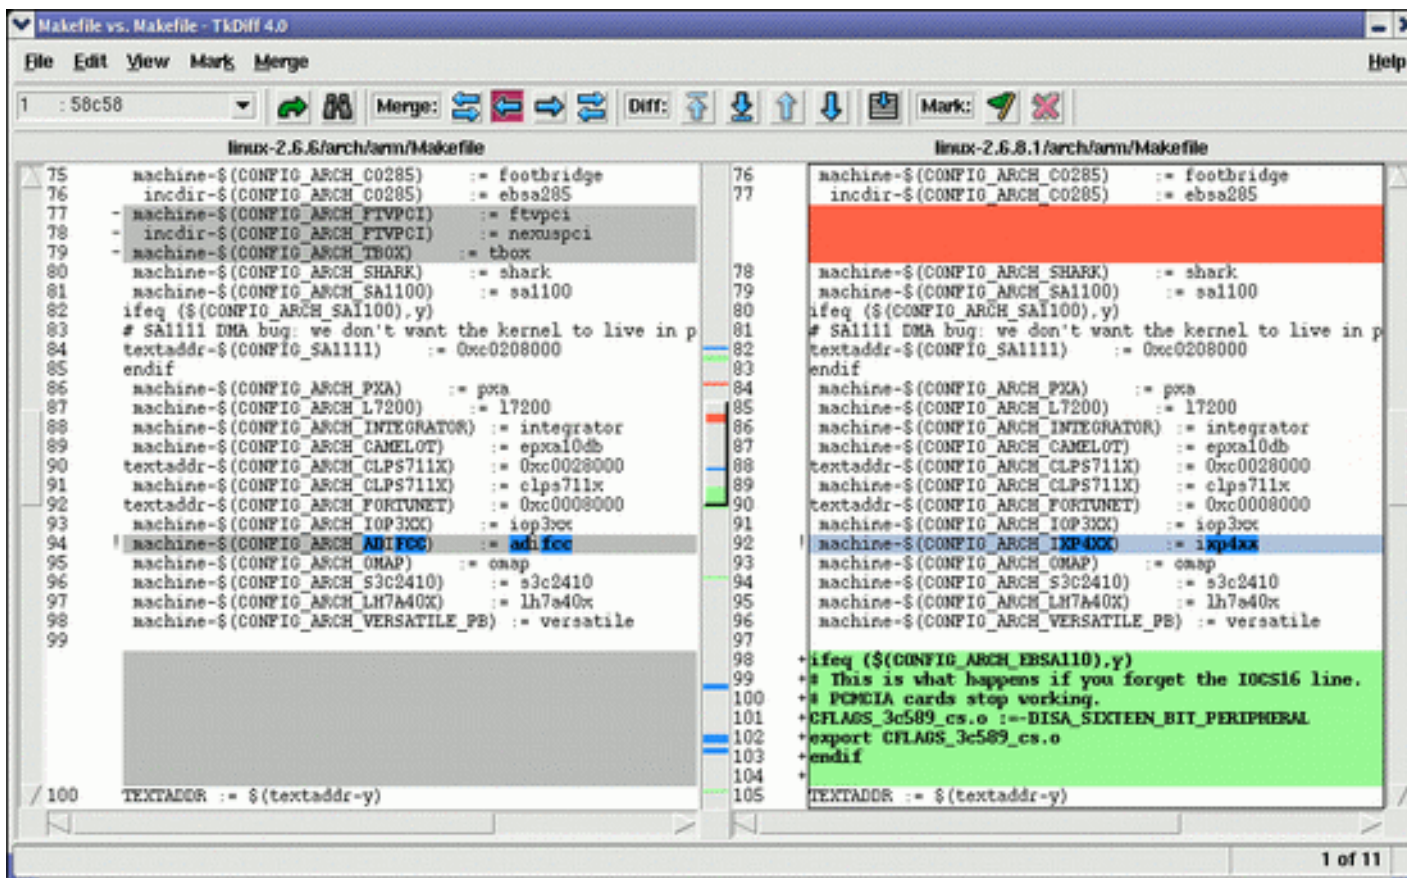 Makefile vs. Makefile - TkDiff 4.0
File Edit View Mark Merge Help
1 : 58c58 Merge: Diff: Mark:
linux-2.6.6/arch/arm/Makefile
75 machine-$(CONFIG_ARCH_CO285) := footbridge
76 incdir-$(CONFIG_ARCH_CO285) := ebsa285
77 - machine-$(CONFIG_ARCH_FTVPCI) := ftvpci
78 - incdir-$(CONFIG_ARCH_FTVPCI) := nexuspci
79 - machine-$(CONFIG_ARCH_TBOX) := tbox
80 machine-$(CONFIG_ARCH_SHARK) := shark
81 machine-$(CONFIG_ARCH_SA1100) := sa1100
82 ifeq ($(CONFIG_ARCH_SA1100),y)
83 # SA1111 DMA bug: we don't want the kernel to live in p
84 textaddr-$(CONFIG_SA1111) := 0xc0208000
85 endif
86 machine-$(CONFIG_ARCH_PXA) := pxa
87 machine-$(CONFIG_ARCH_L7200) := l7200
88 machine-$(CONFIG_ARCH_INTEGRATOR) := integrator
89 machine-$(CONFIG_ARCH_CAMELOT) := epxa10db
90 textaddr-$(CONFIG_ARCH_CLPS711X) := 0xc0028000
91 machine-$(CONFIG_ARCH_CLPS711X) := clps711x
92 textaddr-$(CONFIG_ARCH_FORTUNET) := 0xc0008000
93 machine-$(CONFIG_ARCH_IOP3XX) := iop3xx
94 ! machine-$(CONFIG_ARCH_ADIFCC) := adifcc
95 machine-$(CONFIG_ARCH_OMAP) := omap
96 machine-$(CONFIG_ARCH_S3C2410) := s3c2410
97 machine-$(CONFIG_ARCH_LH7A40X) := lh7a40x
98 machine-$(CONFIG_ARCH_VERSATILE_PB) := versatile
99
100 TEXTADDR := $(textaddr-y)
linux-2.6.8.1/arch/arm/Makefile
76 machine-$(CONFIG_ARCH_CO285) := footbridge
77 incdir-$(CONFIG_ARCH_CO285) := ebsa285
78 machine-$(CONFIG_ARCH_SHARK) := shark
79 machine-$(CONFIG_ARCH_SA1100) := sa1100
80 ifeq ($(CONFIG_ARCH_SA1100),y)
81 # SA1111 DMA bug: we don't want the kernel to live in p
82 textaddr-$(CONFIG_SA1111) := 0xc0208000
83 endif
84 machine-$(CONFIG_ARCH_PXA) := pxa
85 machine-$(CONFIG_ARCH_L7200) := l7200
86 machine-$(CONFIG_ARCH_INTEGRATOR) := integrator
87 machine-$(CONFIG_ARCH_CAMELOT) := epxa10db
88 textaddr-$(CONFIG_ARCH_CLPS711X) := 0xc0028000
89 machine-$(CONFIG_ARCH_CLPS711X) := clps711x
90 textaddr-$(CONFIG_ARCH_FORTUNET) := 0xc0008000
91 machine-$(CONFIG_ARCH_IOP3XX) := iop3xx
92 ! machine-$(CONFIG_ARCH_IXP4XX) := ixp4xx
93 machine-$(CONFIG_ARCH_OMAP) := omap
94 machine-$(CONFIG_ARCH_S3C2410) := s3c2410
95 machine-$(CONFIG_ARCH_LH7A40X) := lh7a40x
96 machine-$(CONFIG_ARCH_VERSATILE_PB) := versatile
97
98 +ifeq ($(CONFIG_ARCH_EBSA110),y)
99 +# This is what happens if you forget the IOCS16 line.
100 +# PCMCIA cards stop working.
101 +CFLAGS_3c589_cs.o :=-DISA_SIXTEEN_BIT_PERIPHERAL
102 +export CFLAGS_3c589_cs.o
103 +endif
104 +
105 TEXTADDR := $(textaddr-y)
1 of 11